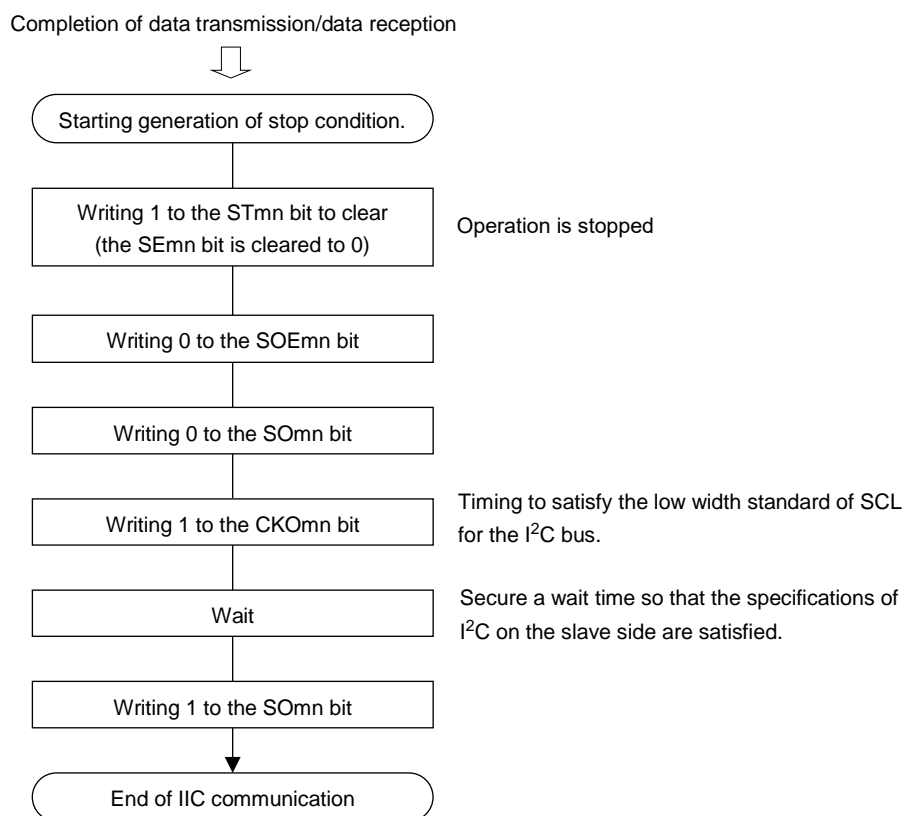 Completion of data transmission/data reception
Starting generation of stop condition.
Writing 1 to the STmn bit to clear
(the SEmn bit is cleared to 0)
Operation is stopped
Writing 0 to the SOEmn bit
Writing 0 to the SOmn bit
Writing 1 to the CKOmn bit
Timing to satisfy the low width standard of SCL
for the I²C bus.
Wait
Secure a wait time so that the specifications of
I²C on the slave side are satisfied.
Writing 1 to the SOmn bit
End of IIC communication